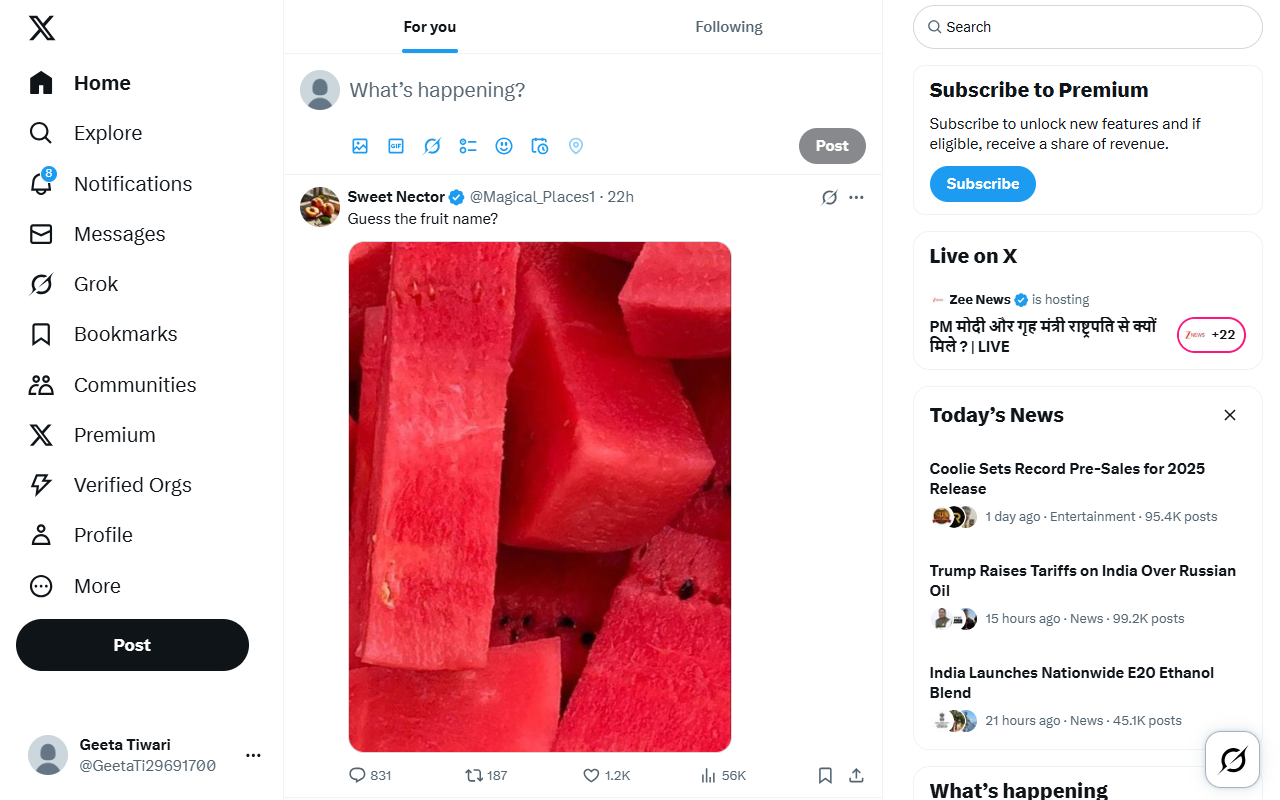 Home
Explore
8
Notifications
Messages
Grok
Bookmarks
Communities
Premium
Verified Orgs
Profile
More
Post
Geeta Tiwari
@GeetaTi29691700
For you
Following
What’s happening?
GIF
Post
Sweet Nector @Magical_Places1 · 22h
Guess the fruit name?
831
187
1.2K
56K
Search
Subscribe to Premium
Subscribe to unlock new features and if
eligible, receive a share of revenue.
Subscribe
Live on X
Zee News is hosting
PM मोदी और गृह मंत्री राष्ट्रपति से क्यों
मिले ? | LIVE
+22
Today’s News
Coolie Sets Record Pre-Sales for 2025
Release
1 day ago · Entertainment · 95.4K posts
Trump Raises Tariffs on India Over Russian
Oil
15 hours ago · News · 99.2K posts
India Launches Nationwide E20 Ethanol
Blend
21 hours ago · News · 45.1K posts
What’s happening